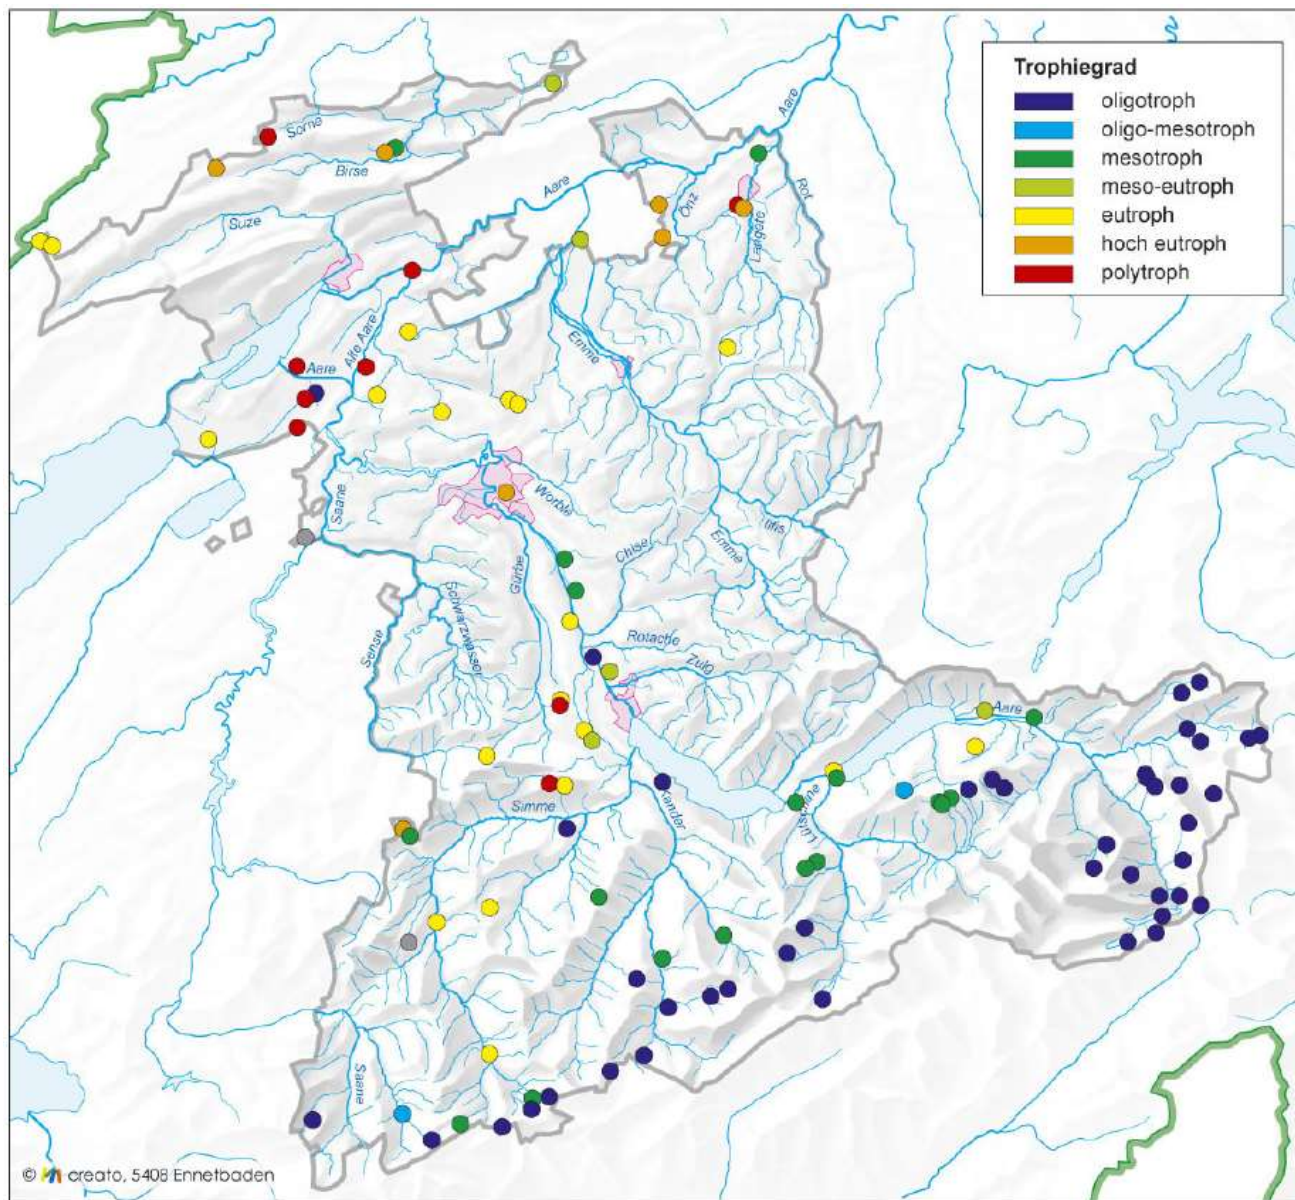 Trophiegrad
oligotroph
oligo-mesotroph
mesotroph
meso-eutroph
eutroph
hoch eutroph
polytroph
Aare
Sorne
Birse
Aare
Önz
Rot
Suze
Langete
Alte Aare
Emme
Aare
Saane
Worble
Ilfis
Chise
Emme
Gürbe
Schwarzwasser
Sense
Rotache
Zulg
Aare
Simme
Kander
Lütschine
Saane
© creato, 5408 Ennetbaden